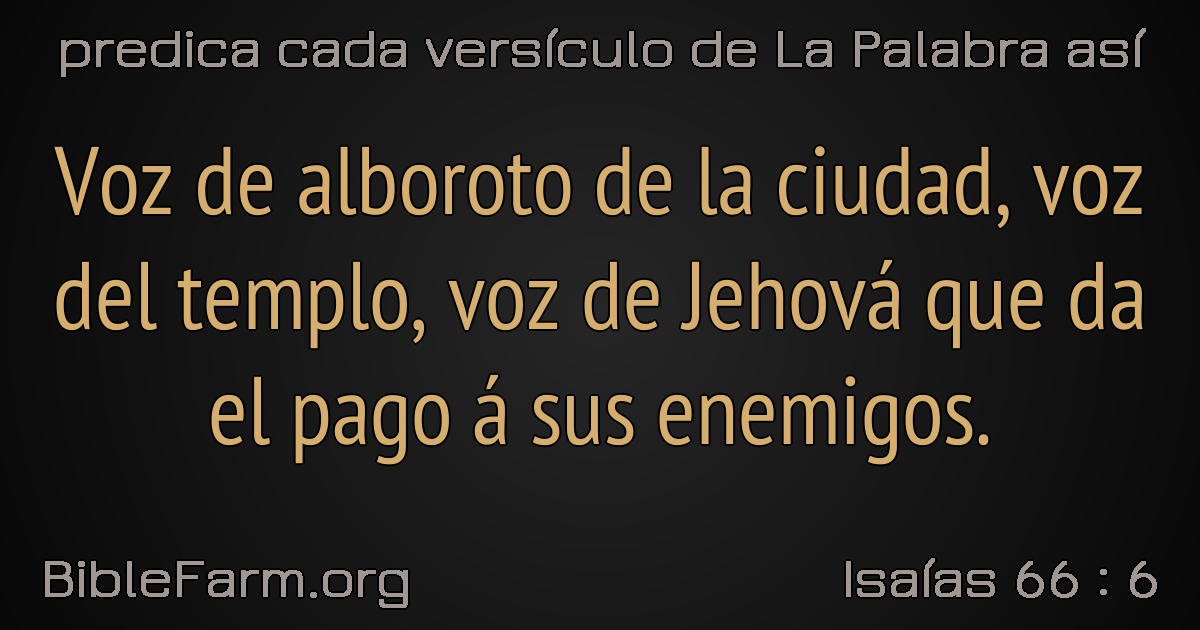 predica cada versículo de La Palabra así
Voz de alboroto de la ciudad, voz
del templo, voz de Jehová que da
el pago á sus enemigos.
BibleFarm.org
Isaías 66 : 6